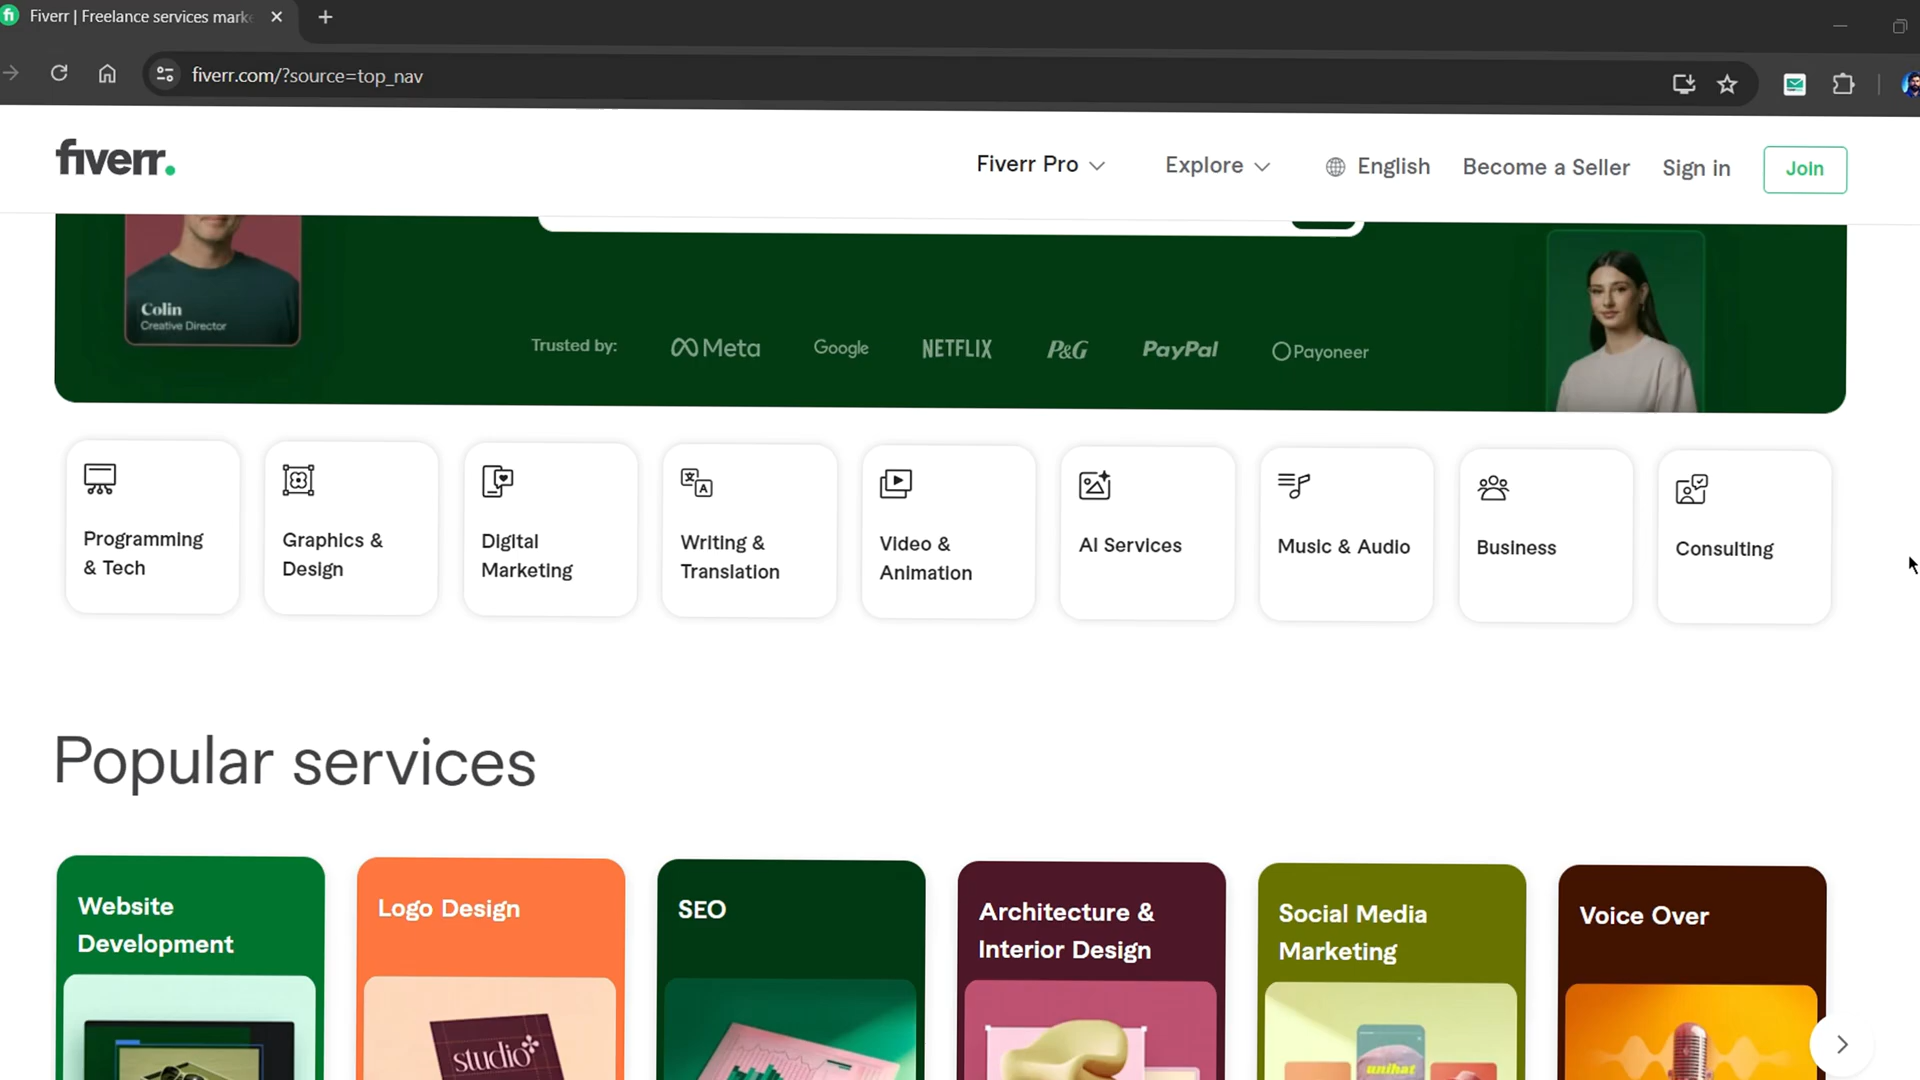 Fiverr | Freelance services mark
fiverr.com/?source=top_nav
fiverr.
Fiverr Pro
Explore
English
Become a Seller
Sign in
Join
Colin
Creative Director
Trusted by:
Meta
Google
NETFLIX
P&G
PayPal
Payoneer
Programming
& Tech
Graphics &
Design
Digital
Marketing
Writing &
Translation
Video &
Animation
AI Services
Music & Audio
Business
Consulting
Popular services
Website
Development
Logo Design
SEO
Architecture &
Interior Design
Social Media
Marketing
Voice Over
studio
unihat